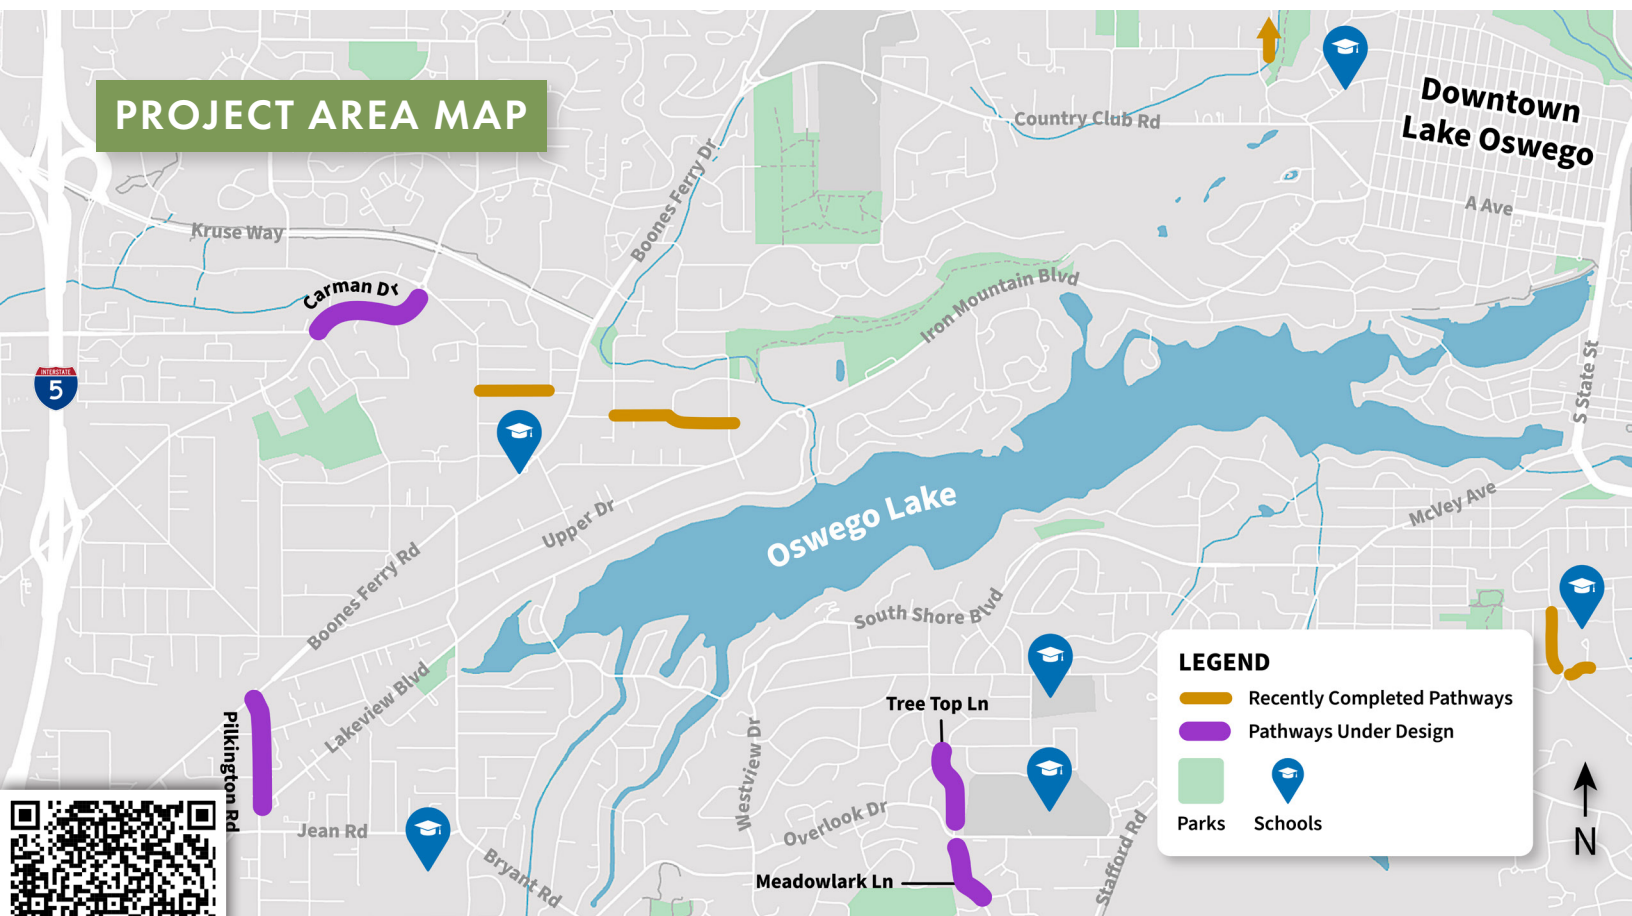 PROJECT AREA MAP
Downtown
Lake Oswego
Country Club Rd
A Ave
Boones Ferry Dr
Kruse Way
Carman Dr
Iron Mountain Blvd
S State St
INTERSTATE
5
Oswego Lake
McVey Ave
Upper Dr
Boones Ferry Rd
South Shore Blvd
Lakeview Blvd
Pilkington Rd
Tree Top Ln
Westview Dr
Overlook Dr
Jean Rd
Bryant Rd
Meadowlark Ln
Stafford Rd
LEGEND
Recently Completed Pathways
Pathways Under Design
Parks
Schools
N